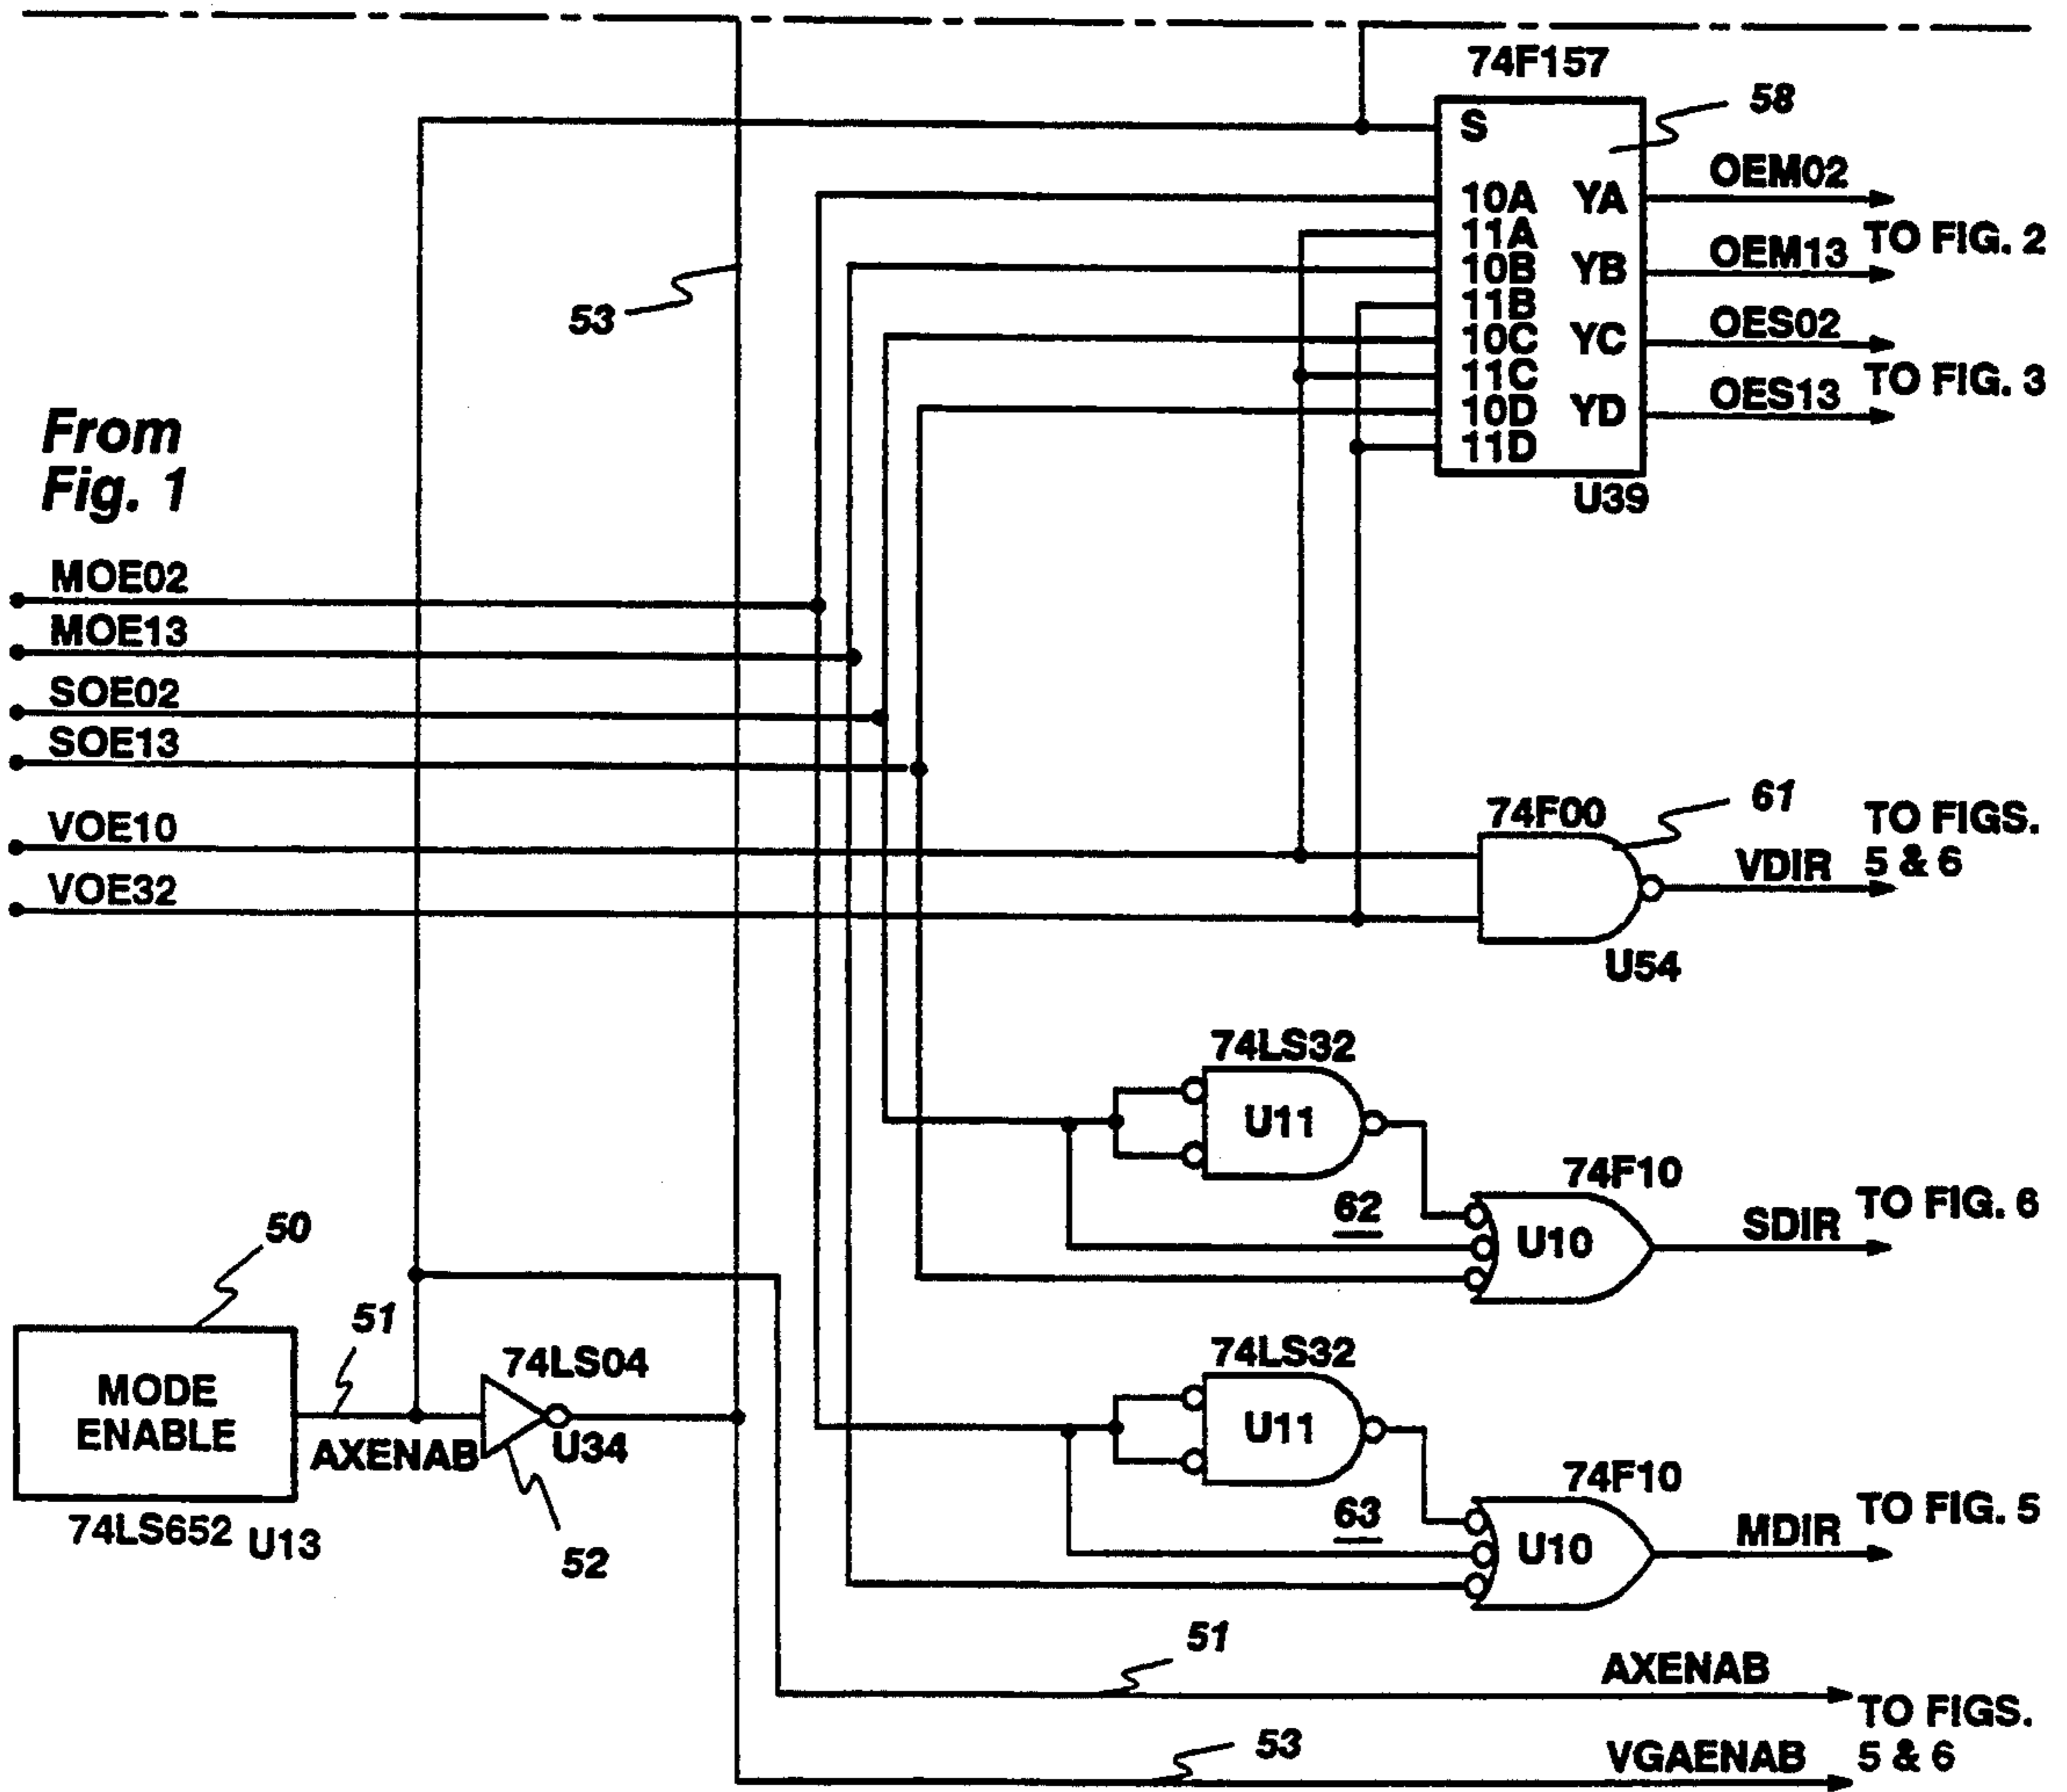 74F157
58
S
10A YA OEM02
11A TO FIG. 2
10B YB OEM13
11B
10C YC OES02
11C TO FIG. 3
10D YD OES13
11D
U39
53
From
Fig. 1
MOE02
MOE13
SOE02
SOE13
VOE10
VOE32
74F00
61
TO FIGS.
5 & 6
VDIR
U54
74LS32
U11
62
74F10
U10
SDIR
TO FIG. 6
50
51
MODE
ENABLE
AXENAB
74LS04
U34
52
74LS652 U13
74LS32
U11
63
74F10
U10
MDIR
TO FIG. 5
51
AXENAB
TO FIGS.
5 & 6
53
VGAENAB